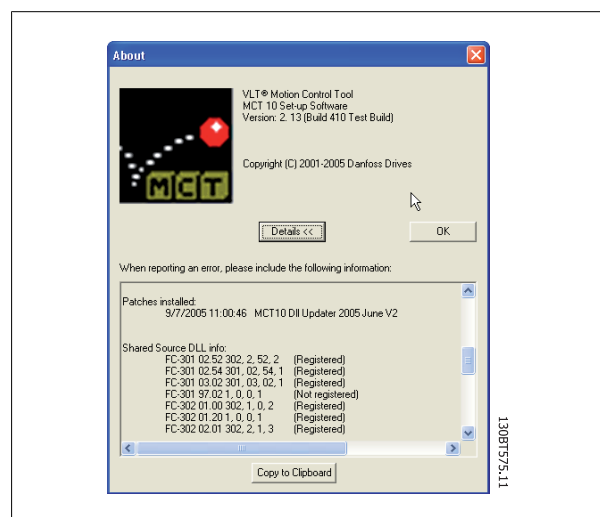 About
VLT® Motion Control Tool
MCT 10 Set-up Software
Version: 2. 13 (Build 410 Test Build)
Copyright (C) 2001-2005 Danfoss Drives
MCT
Details <<
OK
When reporting an error, please include the following information:
Patches installed:
9/7/2005 11:00:46 MCT10 Dll Updater 2005 June V2
Shared Source DLL info:
FC-301 02.52 302, 2, 52, 2 (Registered)
FC-301 02.54 301, 02, 54, 1 (Registered)
FC-301 03.02 301, 03, 02, 1 (Registered)
FC-301 97.02 1, 0, 0, 1 (Not registered)
FC-302 01.00 302, 1, 0, 2 (Registered)
FC-302 01.20 1, 0, 0, 1 (Registered)
FC-302 02.01 302, 2, 1, 3 (Registered)
Copy to Clipboard
130BT575.11